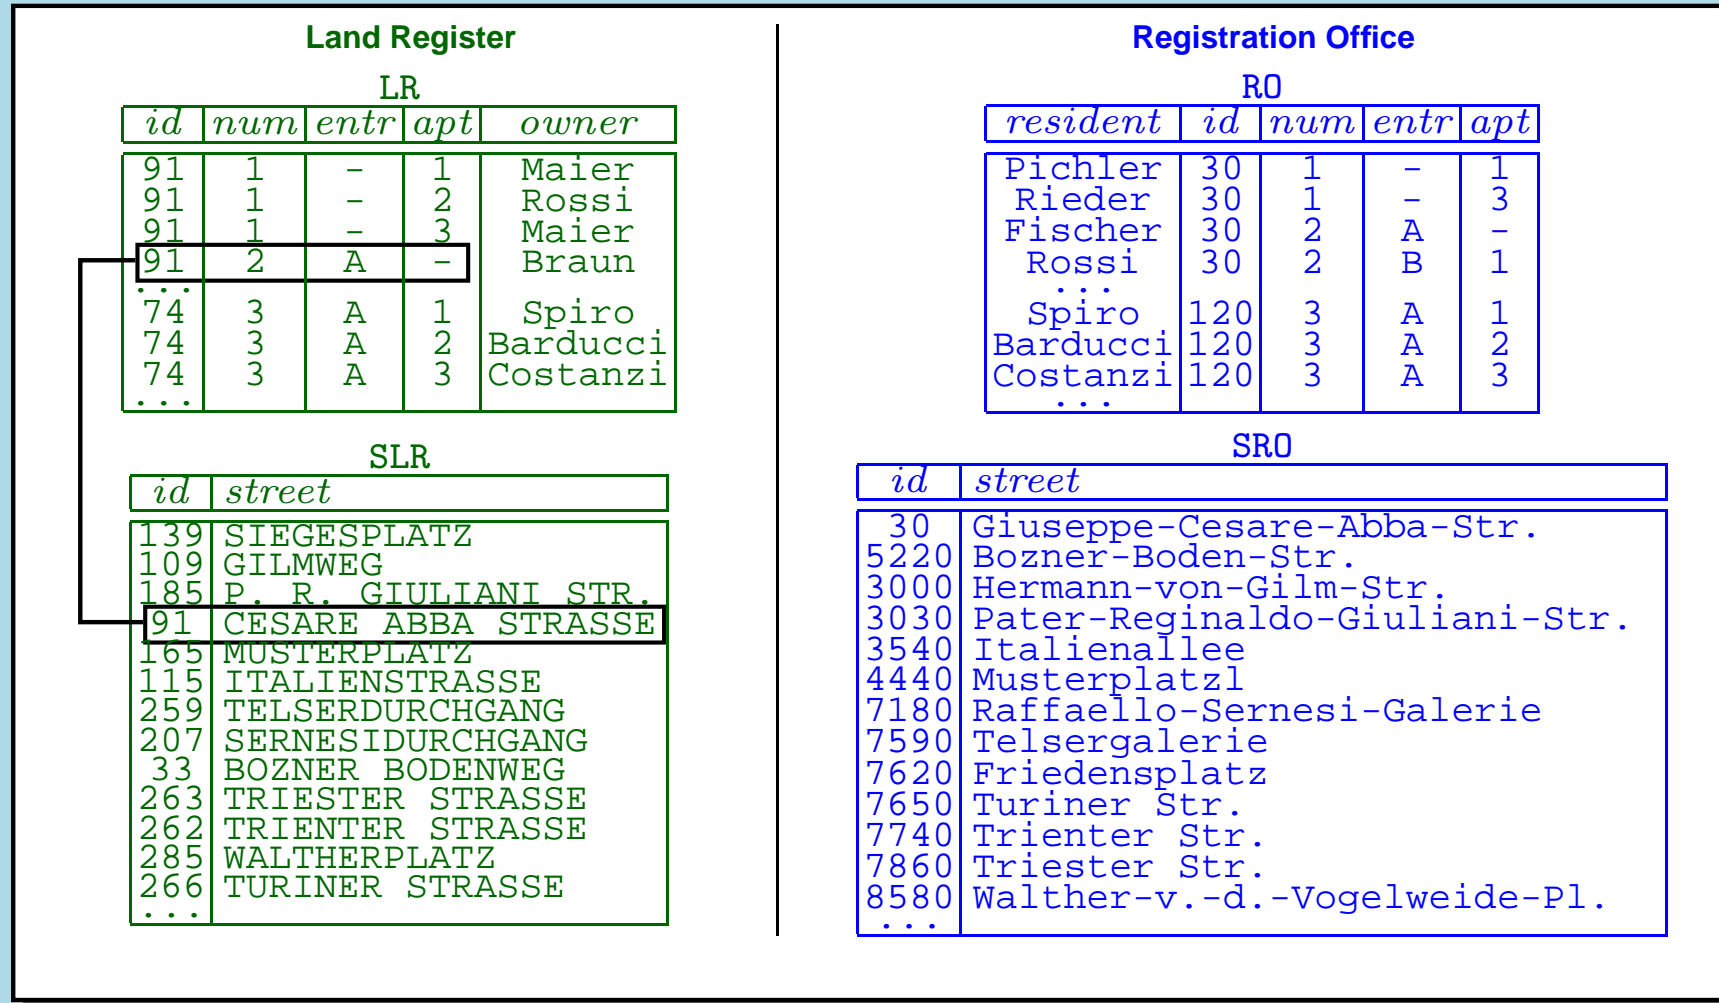 Land Register
LR
id num entr apt owner
91 1 - 1 Maier
91 1 - 2 Rossi
91 1 - 3 Maier
91 2 A - Braun
...
74 3 A 1 Spiro
74 3 A 2 Barducci
74 3 A 3 Costanzi
...
SLR
id street
139 SIEGESPLATZ
109 GILMWEG
185 P. R. GIULIANI STR.
91 CESARE ABBA STRASSE
165 MUSTERPLATZ
115 ITALIENSTRASSE
259 TELSERDURCHGANG
207 SERNESIDURCHGANG
33 BOZNER BODENWEG
263 TRIESTER STRASSE
262 TRIENTER STRASSE
285 WALTHERPLATZ
266 TURINER STRASSE
...
Registration Office
RO
resident id num entr apt
Pichler 30 1 - 1
Rieder 30 1 - 3
Fischer 30 2 A -
Rossi 30 2 B 1
...
Spiro 120 3 A 1
Barducci 120 3 A 2
Costanzi 120 3 A 3
...
SRO
id street
30 Giuseppe-Cesare-Abba-Str.
5220 Bozner-Boden-Str.
3000 Hermann-von-Gilm-Str.
3030 Pater-Reginaldo-Giuliani-Str.
3540 Italienallee
4440 Musterplatzl
7180 Raffaello-Sernesi-Galerie
7590 Telsergalerie
7620 Friedensplatz
7650 Turiner Str.
7740 Trienter Str.
7860 Triester Str.
8580 Walther-v.-d.-Vogelweide-Pl.
...